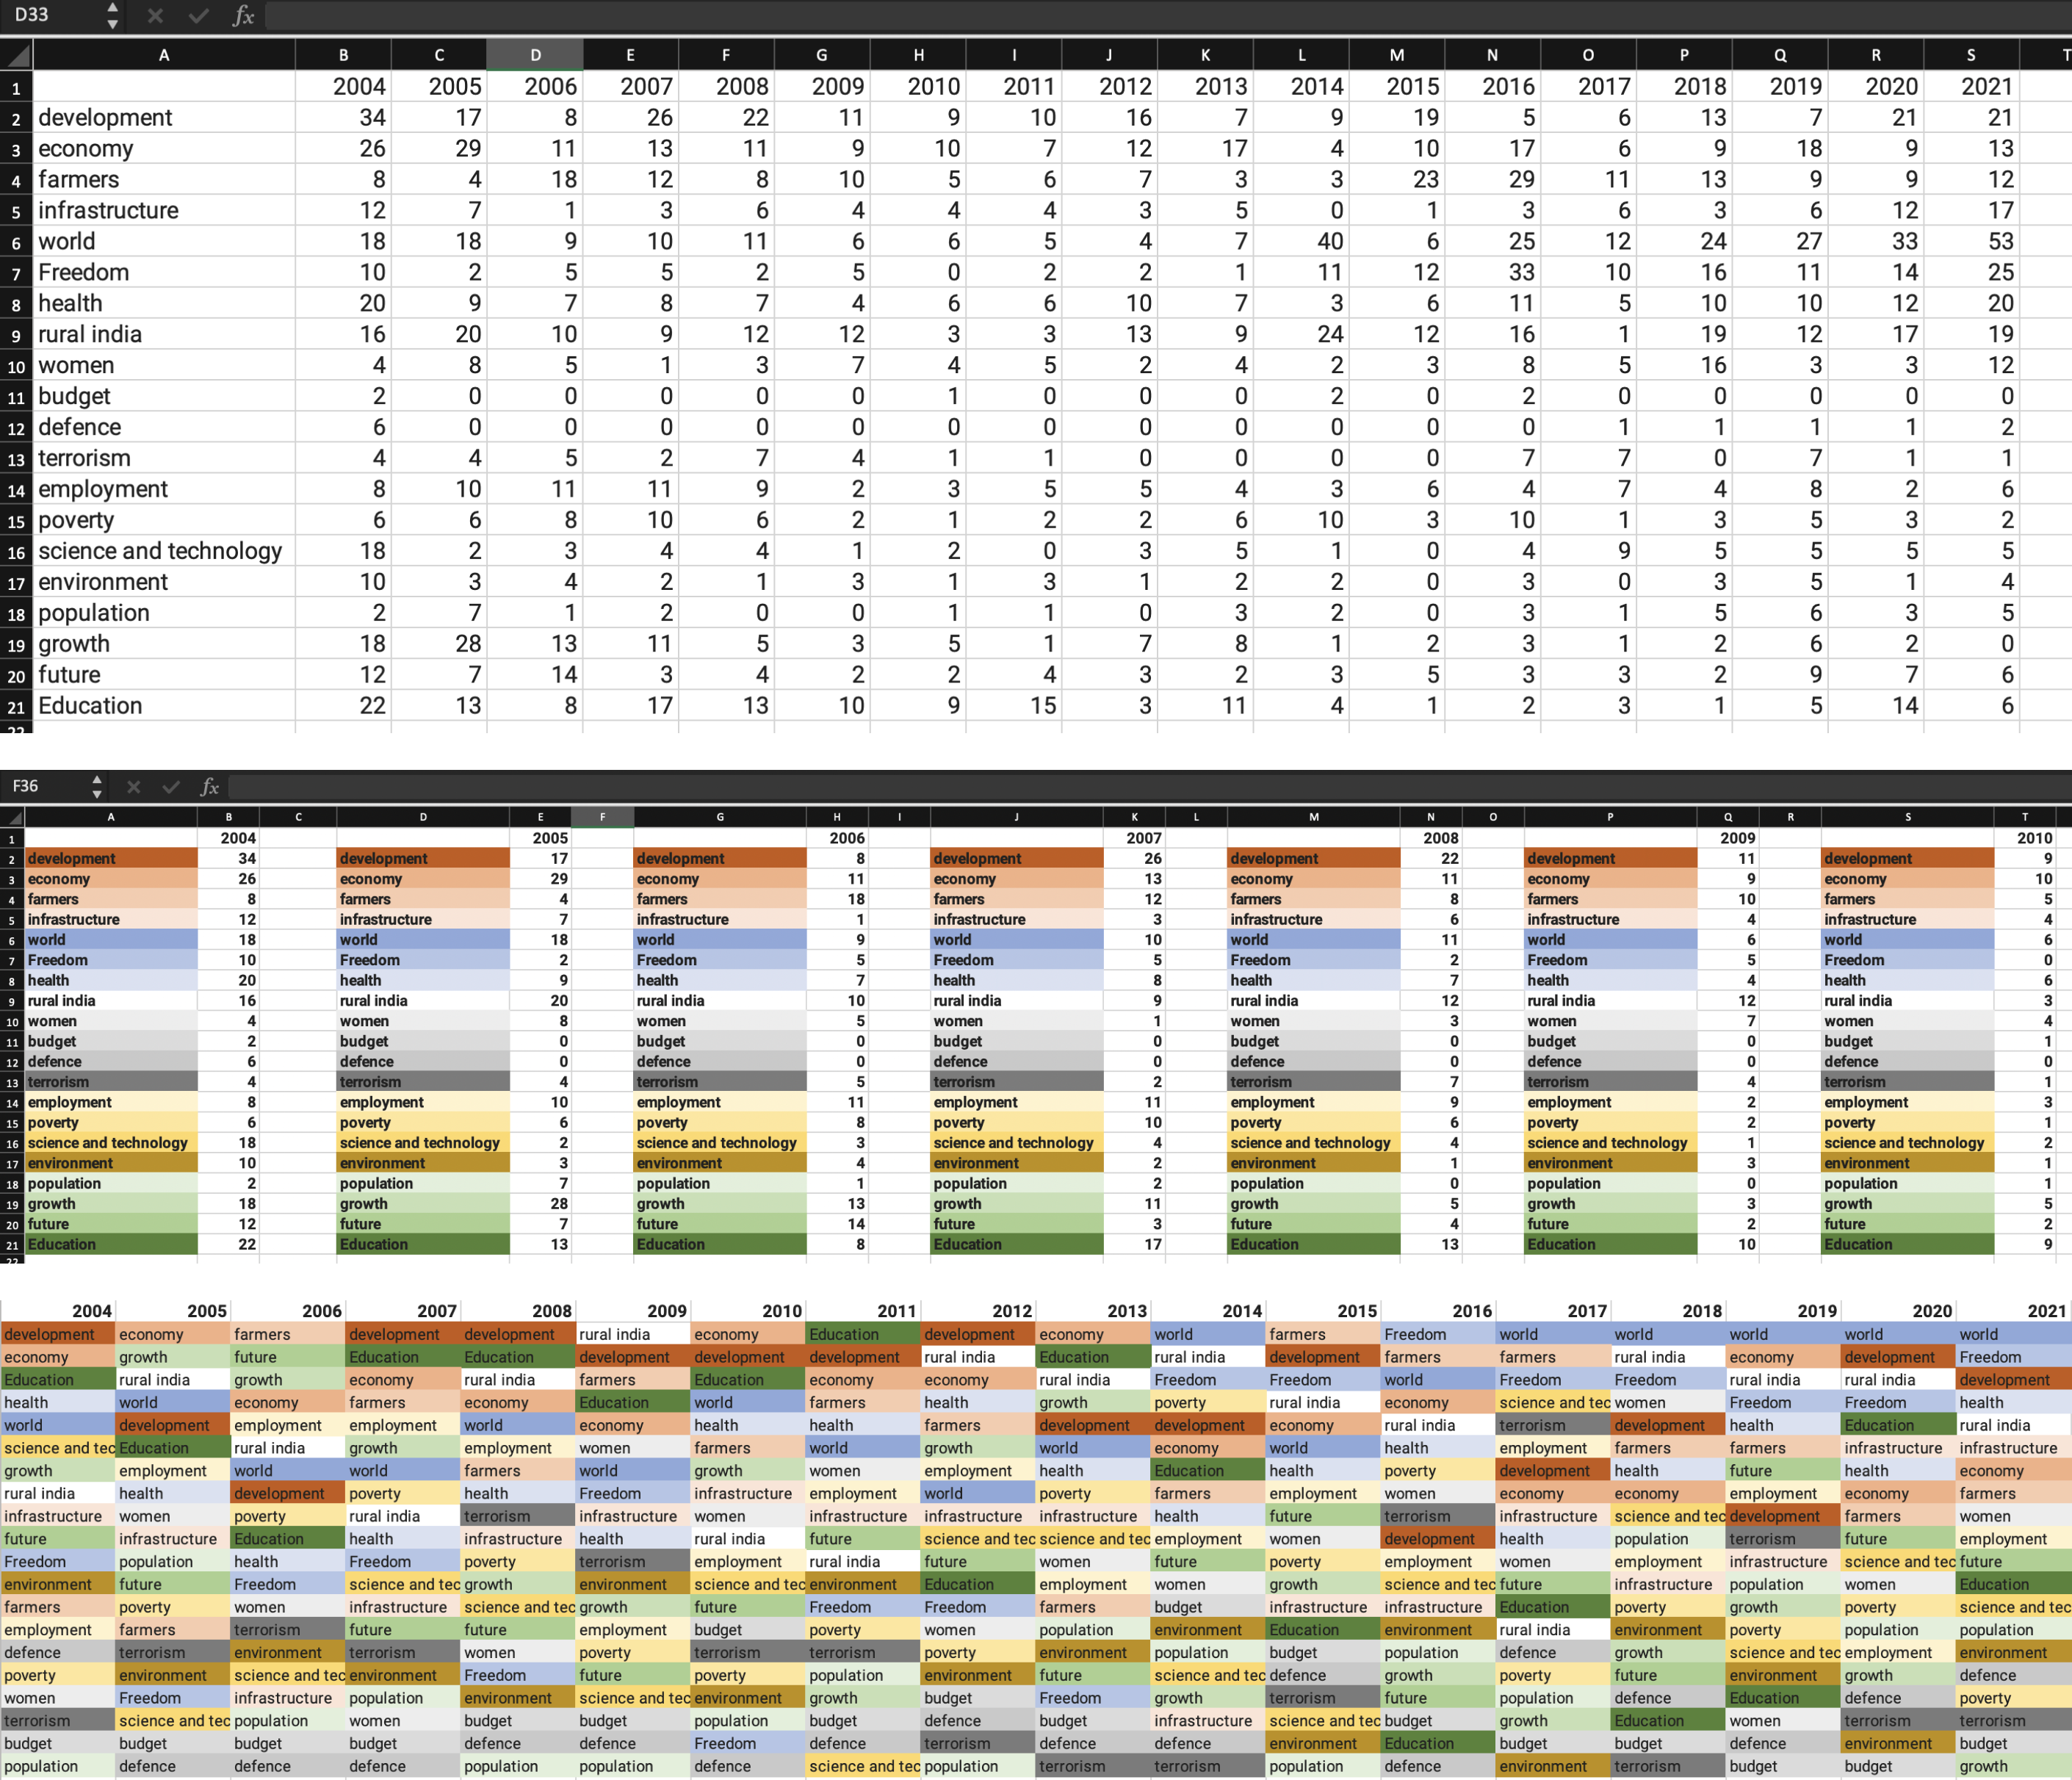 D33 fx
A B C D E F G H I J K L M N O P Q R S T
1 2004 2005 2006 2007 2008 2009 2010 2011 2012 2013 2014 2015 2016 2017 2018 2019 2020 2021
2 development 34 17 8 26 22 11 9 10 16 7 9 19 5 6 13 7 21 21
3 economy 26 29 11 13 11 9 10 7 12 17 4 10 17 6 9 18 9 13
4 farmers 8 4 18 12 8 10 5 6 7 3 3 23 29 11 13 9 9 12
5 infrastructure 12 7 1 3 6 4 4 4 3 5 0 1 3 6 3 6 12 17
6 world 18 18 9 10 11 6 6 5 4 7 40 6 25 12 24 27 33 53
7 Freedom 10 2 5 5 2 5 0 2 2 1 11 12 33 10 16 11 14 25
8 health 20 9 7 8 7 4 6 6 10 7 3 6 11 5 10 10 12 20
9 rural india 16 20 10 9 12 12 3 3 13 9 24 12 16 1 19 12 17 19
10 women 4 8 5 1 3 7 4 5 2 4 2 3 8 5 16 3 3 12
11 budget 2 0 0 0 0 0 1 0 0 0 2 0 2 0 0 0 0 0
12 defence 6 0 0 0 0 0 0 0 0 0 0 0 0 1 1 1 1 2
13 terrorism 4 4 5 2 7 4 1 1 0 0 0 0 7 7 0 7 1 1
14 employment 8 10 11 11 9 2 3 5 5 4 3 6 4 7 4 8 2 6
15 poverty 6 6 8 10 6 2 1 2 2 6 10 3 10 1 3 5 3 2
16 science and technology 18 2 3 4 4 1 2 0 3 5 1 0 4 9 5 5 5 5
17 environment 10 3 4 2 1 3 1 3 1 2 2 0 3 0 3 5 1 4
18 population 2 7 1 2 0 0 1 1 0 3 2 0 3 1 5 6 3 5
19 growth 18 28 13 11 5 3 5 1 7 8 1 2 3 1 2 6 2 0
20 future 12 7 14 3 4 2 2 4 3 2 3 5 3 3 2 9 7 6
21 Education 22 13 8 17 13 10 9 15 3 11 4 1 2 3 1 5 14 6
22
F36 fx
A B C D E F G H I J K L M N O P Q R S T
1 2004 2005 2006 2007 2008 2009 2010
2 development 34 development 17 development 8 development 26 development 22 development 11 development 9
3 economy 26 economy 29 economy 11 economy 13 economy 11 economy 9 economy 10
4 farmers 8 farmers 4 farmers 18 farmers 12 farmers 8 farmers 10 farmers 5
5 infrastructure 12 infrastructure 7 infrastructure 1 infrastructure 3 infrastructure 6 infrastructure 4 infrastructure 4
6 world 18 world 18 world 9 world 10 world 11 world 6 world 6
7 Freedom 10 Freedom 2 Freedom 5 Freedom 5 Freedom 2 Freedom 5 Freedom 0
8 health 20 health 9 health 7 health 8 health 7 health 4 health 6
9 rural india 16 rural india 20 rural india 10 rural india 9 rural india 12 rural india 12 rural india 3
10 women 4 women 8 women 5 women 1 women 3 women 7 women 4
11 budget 2 budget 0 budget 0 budget 0 budget 0 budget 0 budget 1
12 defence 6 defence 0 defence 0 defence 0 defence 0 defence 0 defence 0
13 terrorism 4 terrorism 4 terrorism 5 terrorism 2 terrorism 7 terrorism 4 terrorism 1
14 employment 8 employment 10 employment 11 employment 11 employment 9 employment 2 employment 3
15 poverty 6 poverty 6 poverty 8 poverty 10 poverty 6 poverty 2 poverty 1
16 science and technology 18 science and technology 2 science and technology 3 science and technology 4 science and technology 4 science and technology 1 science and technology 2
17 environment 10 environment 3 environment 4 environment 2 environment 1 environment 3 environment 1
18 population 2 population 7 population 1 population 2 population 0 population 0 population 1
19 growth 18 growth 28 growth 13 growth 11 growth 5 growth 3 growth 5
20 future 12 future 7 future 14 future 3 future 4 future 2 future 2
21 Education 22 Education 13 Education 8 Education 17 Education 13 Education 10 Education 9
22
2004 2005 2006 2007 2008 2009 2010 2011 2012 2013 2014 2015 2016 2017 2018 2019 2020 2021
development economy farmers development development rural india economy Education development economy world farmers Freedom world world world world world
economy growth future Education Education development development development rural india Education rural india development farmers farmers rural india economy development Freedom
Education rural india growth economy rural india farmers Education economy economy rural india Freedom Freedom world Freedom Freedom rural india rural india development
health world economy farmers economy Education world farmers health growth poverty rural india economy science and tec women Freedom Freedom health
world development employment employment world economy health health farmers development development economy rural india terrorism development health Education rural india
science and tec Education rural india growth employment women farmers world growth world economy world health employment farmers farmers infrastructure infrastructure
growth employment world world farmers world growth women employment health Education health poverty development health future health economy
rural india health development poverty health Freedom infrastructure employment world poverty farmers employment women economy economy employment economy farmers
infrastructure women poverty rural india terrorism infrastructure women infrastructure infrastructure infrastructure health future terrorism infrastructure science and tec development farmers women
future infrastructure Education health infrastructure health rural india future science and tec science and tec employment women development health population terrorism future employment
Freedom population health Freedom poverty terrorism employment rural india future women future poverty employment women employment infrastructure science and tec future
environment future Freedom science and tec growth environment science and tec environment Education employment women growth science and tec future infrastructure population women Education
farmers poverty women infrastructure science and tec growth future Freedom Freedom farmers budget infrastructure infrastructure Education poverty growth poverty science and tec
employment farmers terrorism future future employment budget poverty women population environment Education environment rural india environment poverty population population
defence terrorism environment terrorism women poverty terrorism terrorism poverty environment population budget population defence growth science and tec employment environment
poverty environment science and tec environment Freedom future poverty population environment future science and tec defence growth poverty future environment growth defence
women Freedom infrastructure population environment science and tec environment growth budget Freedom growth terrorism future population defence Education defence poverty
terrorism science and tec population women budget budget population budget defence budget infrastructure science and tec budget growth Education women terrorism terrorism
budget budget budget budget defence defence Freedom defence terrorism defence defence environment Education budget budget defence environment budget
population defence defence defence population population defence science and tec population terrorism terrorism population defence environment terrorism budget budget growth